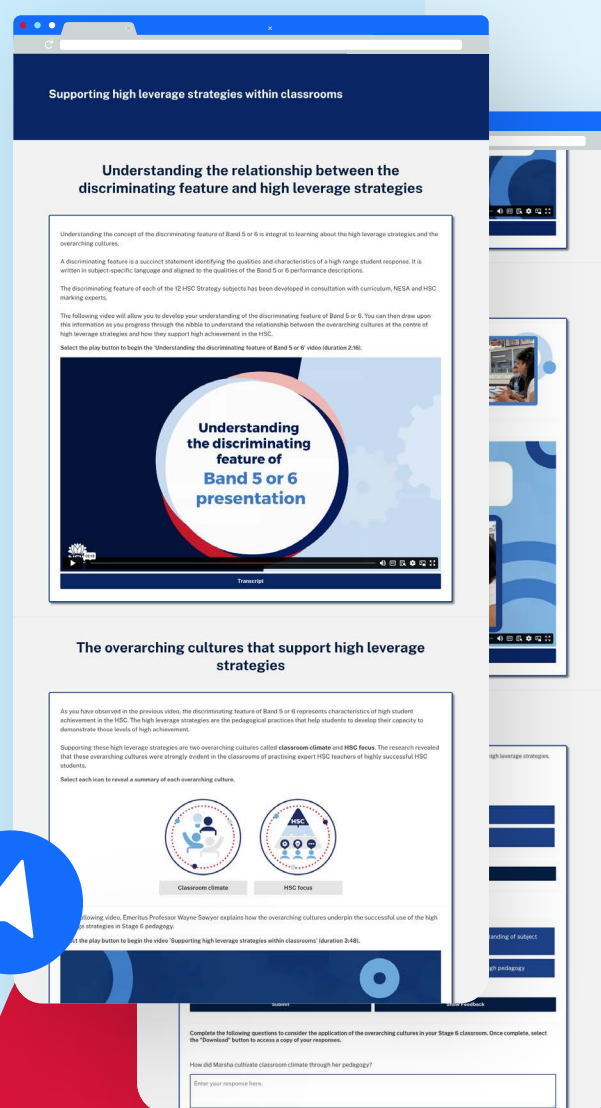 Supporting high leverage strategies within classrooms
Understanding the relationship between the
discriminating feature and high leverage strategies
Understanding the concept of the discriminating feature of Band 5 or 6 is integral to learning about the high leverage strategies and the
overarching cultures.
A discriminating feature is a succinct statement identifying the qualities and characteristics of a high range student response. It is
written in subject-specific language and aligned to the qualities of the Band 5 or 6 performance descriptions.
The discriminating feature of each of the 12 HSC Strategy subjects has been developed in consultation with curriculum, NESA and HSC
marking experts.
The following video will allow you to develop your understanding of the discriminating feature of Band 5 or 6. You can then draw upon
this information as you progress through the nibble to understand the relationship between the overarching cultures at the centre of
high leverage strategies and how they support high achievement in the HSC.
Select the play button to begin the 'Understanding the discriminating feature of Band 5 or 6' video (duration 2:16).
Understanding
the discriminating
feature of
Band 5 or 6
presentation
Transcript
The overarching cultures that support high leverage
strategies
As you have observed in the previous video, the discriminating feature of Band 5 or 6 represents characteristics of high student
achievement in the HSC. The high leverage strategies are the pedagogical practices that help students to develop their capacity to
demonstrate those levels of high achievement.
Supporting these high leverage strategies are two overarching cultures called classroom climate and HSC focus. The research revealed
that these overarching cultures were strongly evident in the classrooms of practising expert HSC teachers of highly successful HSC
students.
Select each icon to reveal a summary of each overarching culture.
HSC
Classroom climate
HSC focus
following video, Emeritus Professor Wayne Sawyer explains how the overarching cultures underpin the successful use of the high
strategies in Stage 6 pedagogy.
the play button to begin the video 'Supporting high leverage strategies within classrooms' (duration 3:48).
high leverage strategies.
of subject
pedagogy
Submit
Show Feedback
Complete the following questions to consider the application of the overarching cultures in your Stage 6 classroom. Once complete, select
the "Download" button to access a copy of your responses.
How did Marsha cultivate classroom climate through her pedagogy?
Enter your response here.